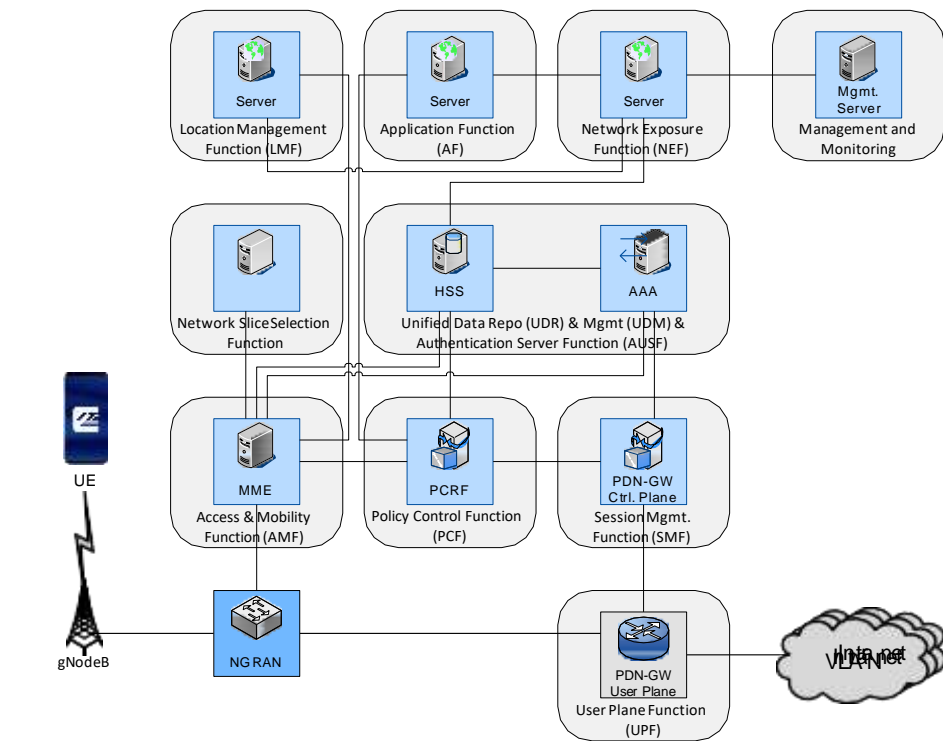 Server
Location Management
Function (LMF)
Server
Application Function
(AF)
Server
Network Exposure
Function (NEF)
Mgmt.
Server
Management and
Monitoring
Network Slice Selection
Function
HSS
AAA
Unified Data Repo (UDR) & Mgmt (UDM) &
Authentication Server Function (AUSF)
UE
MME
Access & Mobility
Function (AMF)
PCRF
Policy Control Function
(PCF)
PDN-GW
Ctrl. Plane
Session Mgmt.
Function (SMF)
gNodeB
NG RAN
PDN-GW
User Plane
User Plane Function
(UPF)